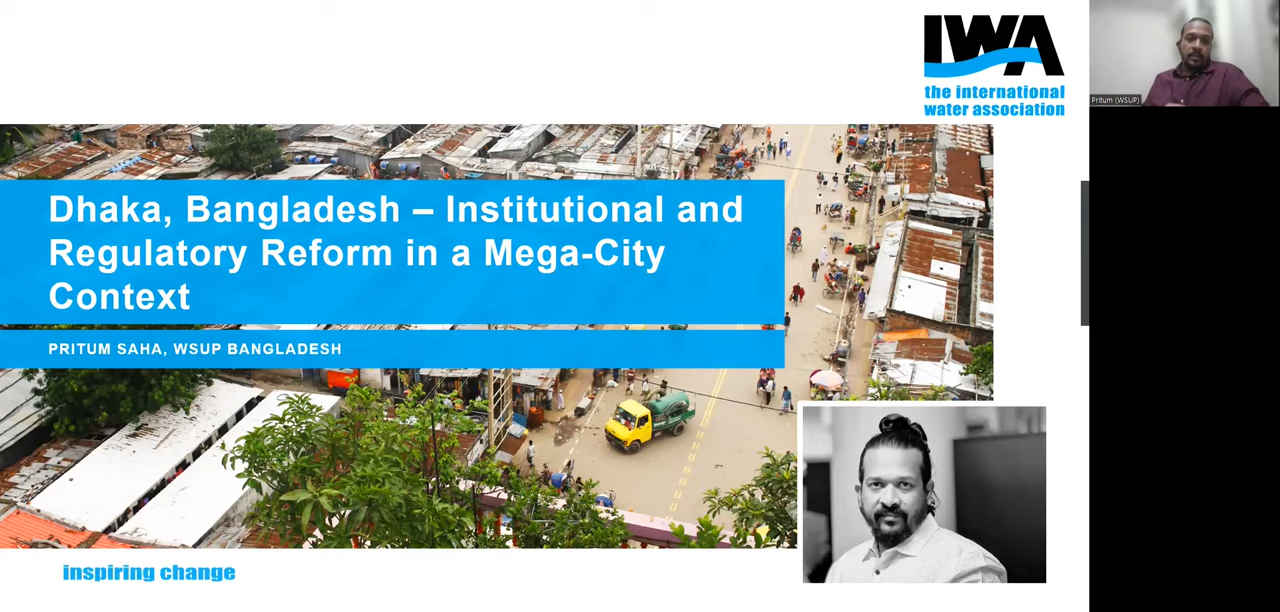 IWA
the international
water association
Pritum (WSUP)
Dhaka, Bangladesh – Institutional and
Regulatory Reform in a Mega-City
Context
PRITUM SAHA, WSUP BANGLADESH
inspiring change